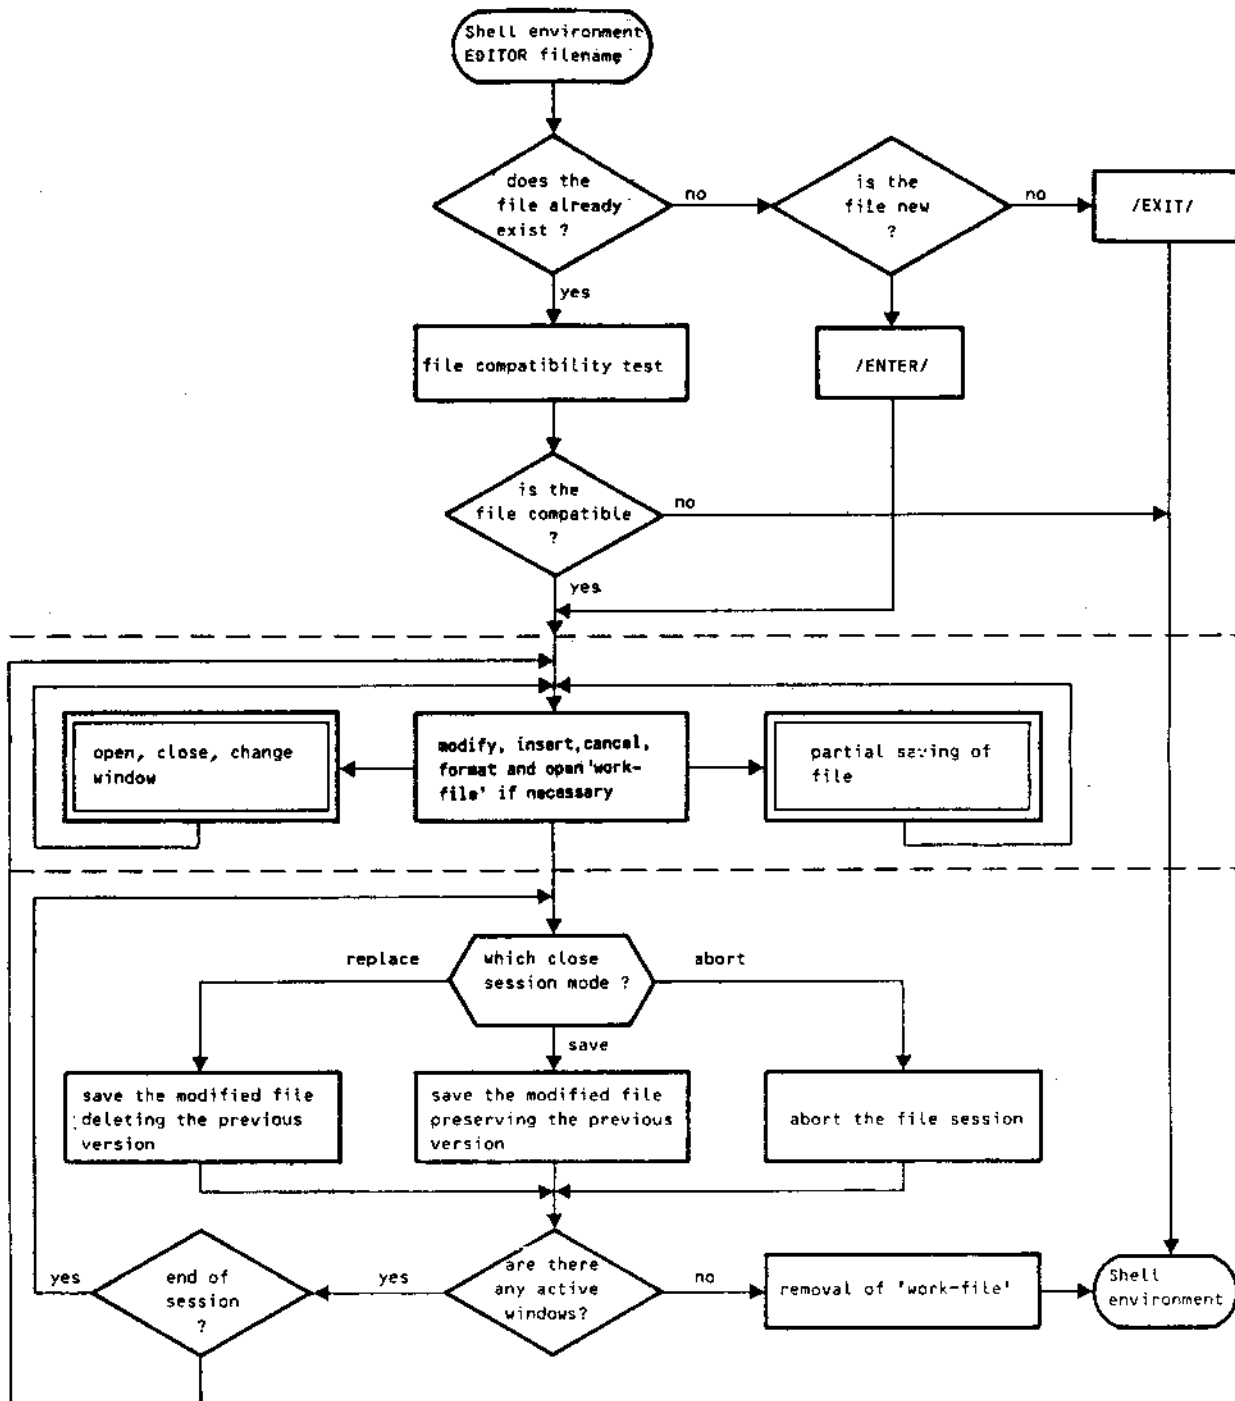 Shell environment
EDITOR filename
does the
file already
exist ?
no
is the
file new
?
no
/EXIT/
yes
file compatibility test
/ENTER/
is the
file compatible
?
no
yes
open, close, change
window
modify, insert,cancel,
format and open'work-
file' if necessary
partial saving of
file
replace
which close
session mode ?
abort
save
save the modified file
deleting the previous
version
save the modified file
preserving the previous
version
abort the file session
yes
end of
session
?
yes
are there
any active
windows?
no
removal of 'work-file'
Shell
environment